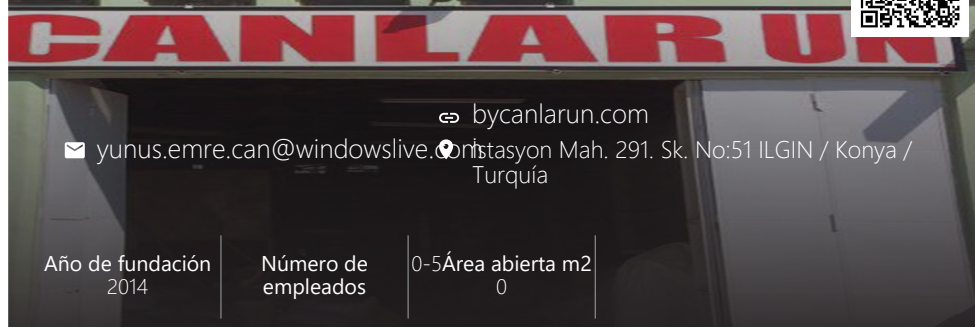 CANLAR UN
bycanlarun.com
yunus.emre.can@windowslive.com
İstasyon Mah. 291. Sk. No:51 ILGIN / Konya /
Turquía
Año de fundación
2014
Número de
empleados
0-5
Área abierta m2
0